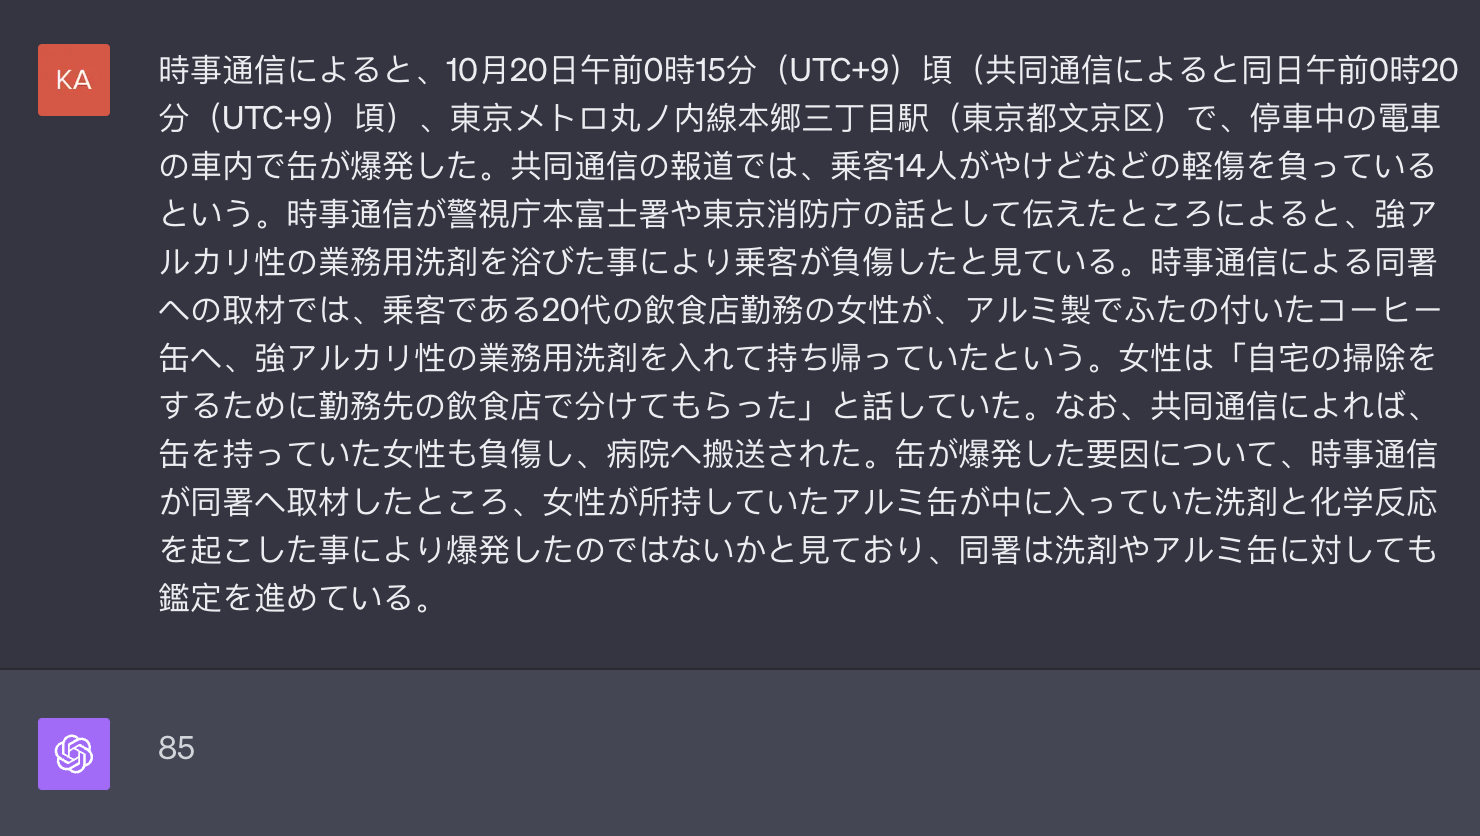 KA
時事通信によると、10月20日午前0時15分（UTC+9）頃（共同通信によると同日午前0時20
分（UTC+9）頃）、東京メトロ丸ノ内線本郷三丁目駅（東京都文京区）で、停車中の電車
の車内で缶が爆発した。共同通信の報道では、乗客14人がやけどなどの軽傷を負っている
という。時事通信が警視庁本富士署や東京消防庁の話として伝えたところによると、強ア
ルカリ性の業務用洗剤を浴びた事により乗客が負傷したと見ている。時事通信による同署
への取材では、乗客である20代の飲食店勤務の女性が、アルミ製でふたの付いたコーヒー
缶へ、強アルカリ性の業務用洗剤を入れて持ち帰っていたという。女性は「自宅の掃除を
するために勤務先の飲食店で分けてもらった」と話していた。なお、共同通信によれば、
缶を持っていた女性も負傷し、病院へ搬送された。缶が爆発した要因について、時事通信
が同署へ取材したところ、女性が所持していたアルミ缶が中に入っていた洗剤と化学反応
を起こした事により爆発したのではないかと見ており、同署は洗剤やアルミ缶に対しても
鑑定を進めている。
85